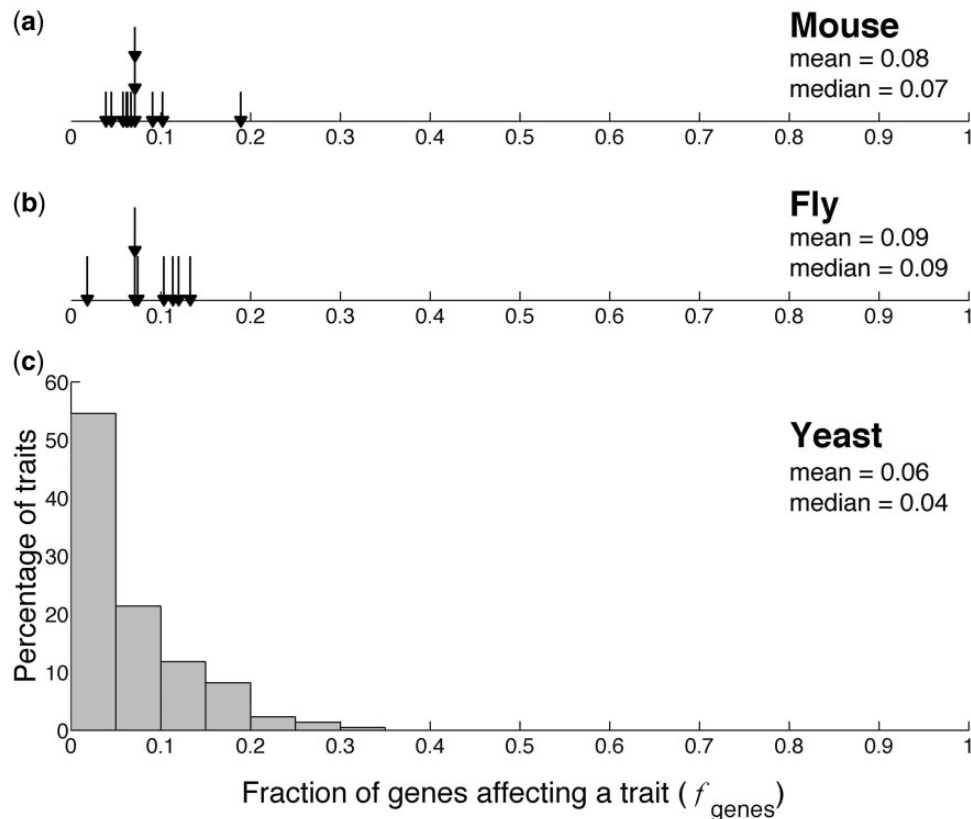 (a)
Mouse
mean = 0.08
median = 0.07
0 0.1 0.2 0.3 0.4 0.5 0.6 0.7 0.8 0.9 1
(b)
Fly
mean = 0.09
median = 0.09
0 0.1 0.2 0.3 0.4 0.5 0.6 0.7 0.8 0.9 1
(c)
60
50
40
30
20
10
0
Percentage of traits
Yeast
mean = 0.06
median = 0.04
0 0.1 0.2 0.3 0.4 0.5 0.6 0.7 0.8 0.9 1
Fraction of genes affecting a trait (f genes)